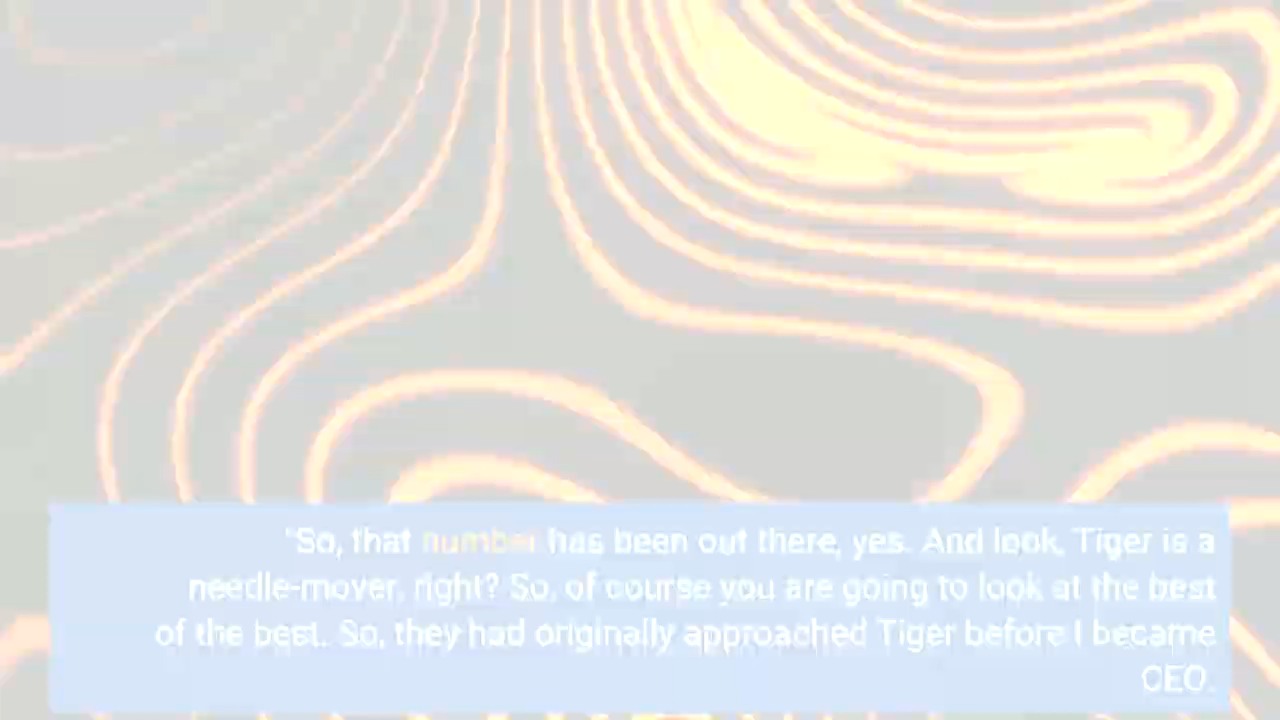 "So, that number has been out there, yes. And look, Tiger is a
needle-mover, right? So, of course you are going to look at the best
of the best. So, they had originally approached Tiger before I became
CEO.